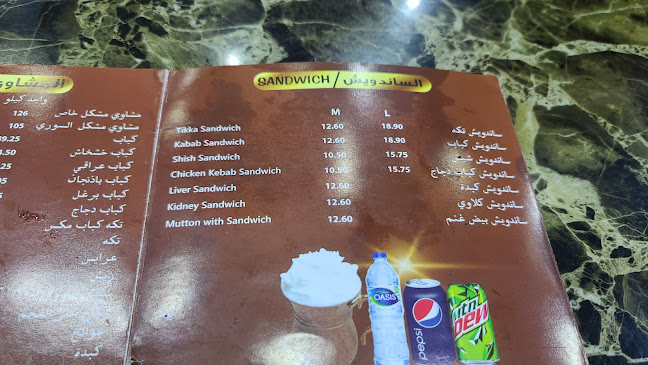 SANDWICH / الساندويش
M L
Tikka Sandwich 12.60 18.90 ساندويش تكه
Kabab Sandwich 12.60 18.90 ساندويش كباب
Shish Sandwich 10.50 15.75 ساندويش
Chicken Kebab Sandwich 10.50 15.75 ساندويش كباب دجاج
Liver Sandwich 12.60 ساندويش كبدة
Kidney Sandwich 12.60 ساندويش كلاوي
Mutton with Sandwich 12.60 ساندويش بيض غنم
OASIS
pepsi
DEW
المشاوي
واحد كيلو
مشاوي مشكل خاص 126
مشاوي مشكل السوري 105
كباب
كباب خشخاش
كباب عراقي
كباب باذنجان
كباب برغل
كباب دجاج
تكه كباب مكس
تكه
عرايس
كبدة